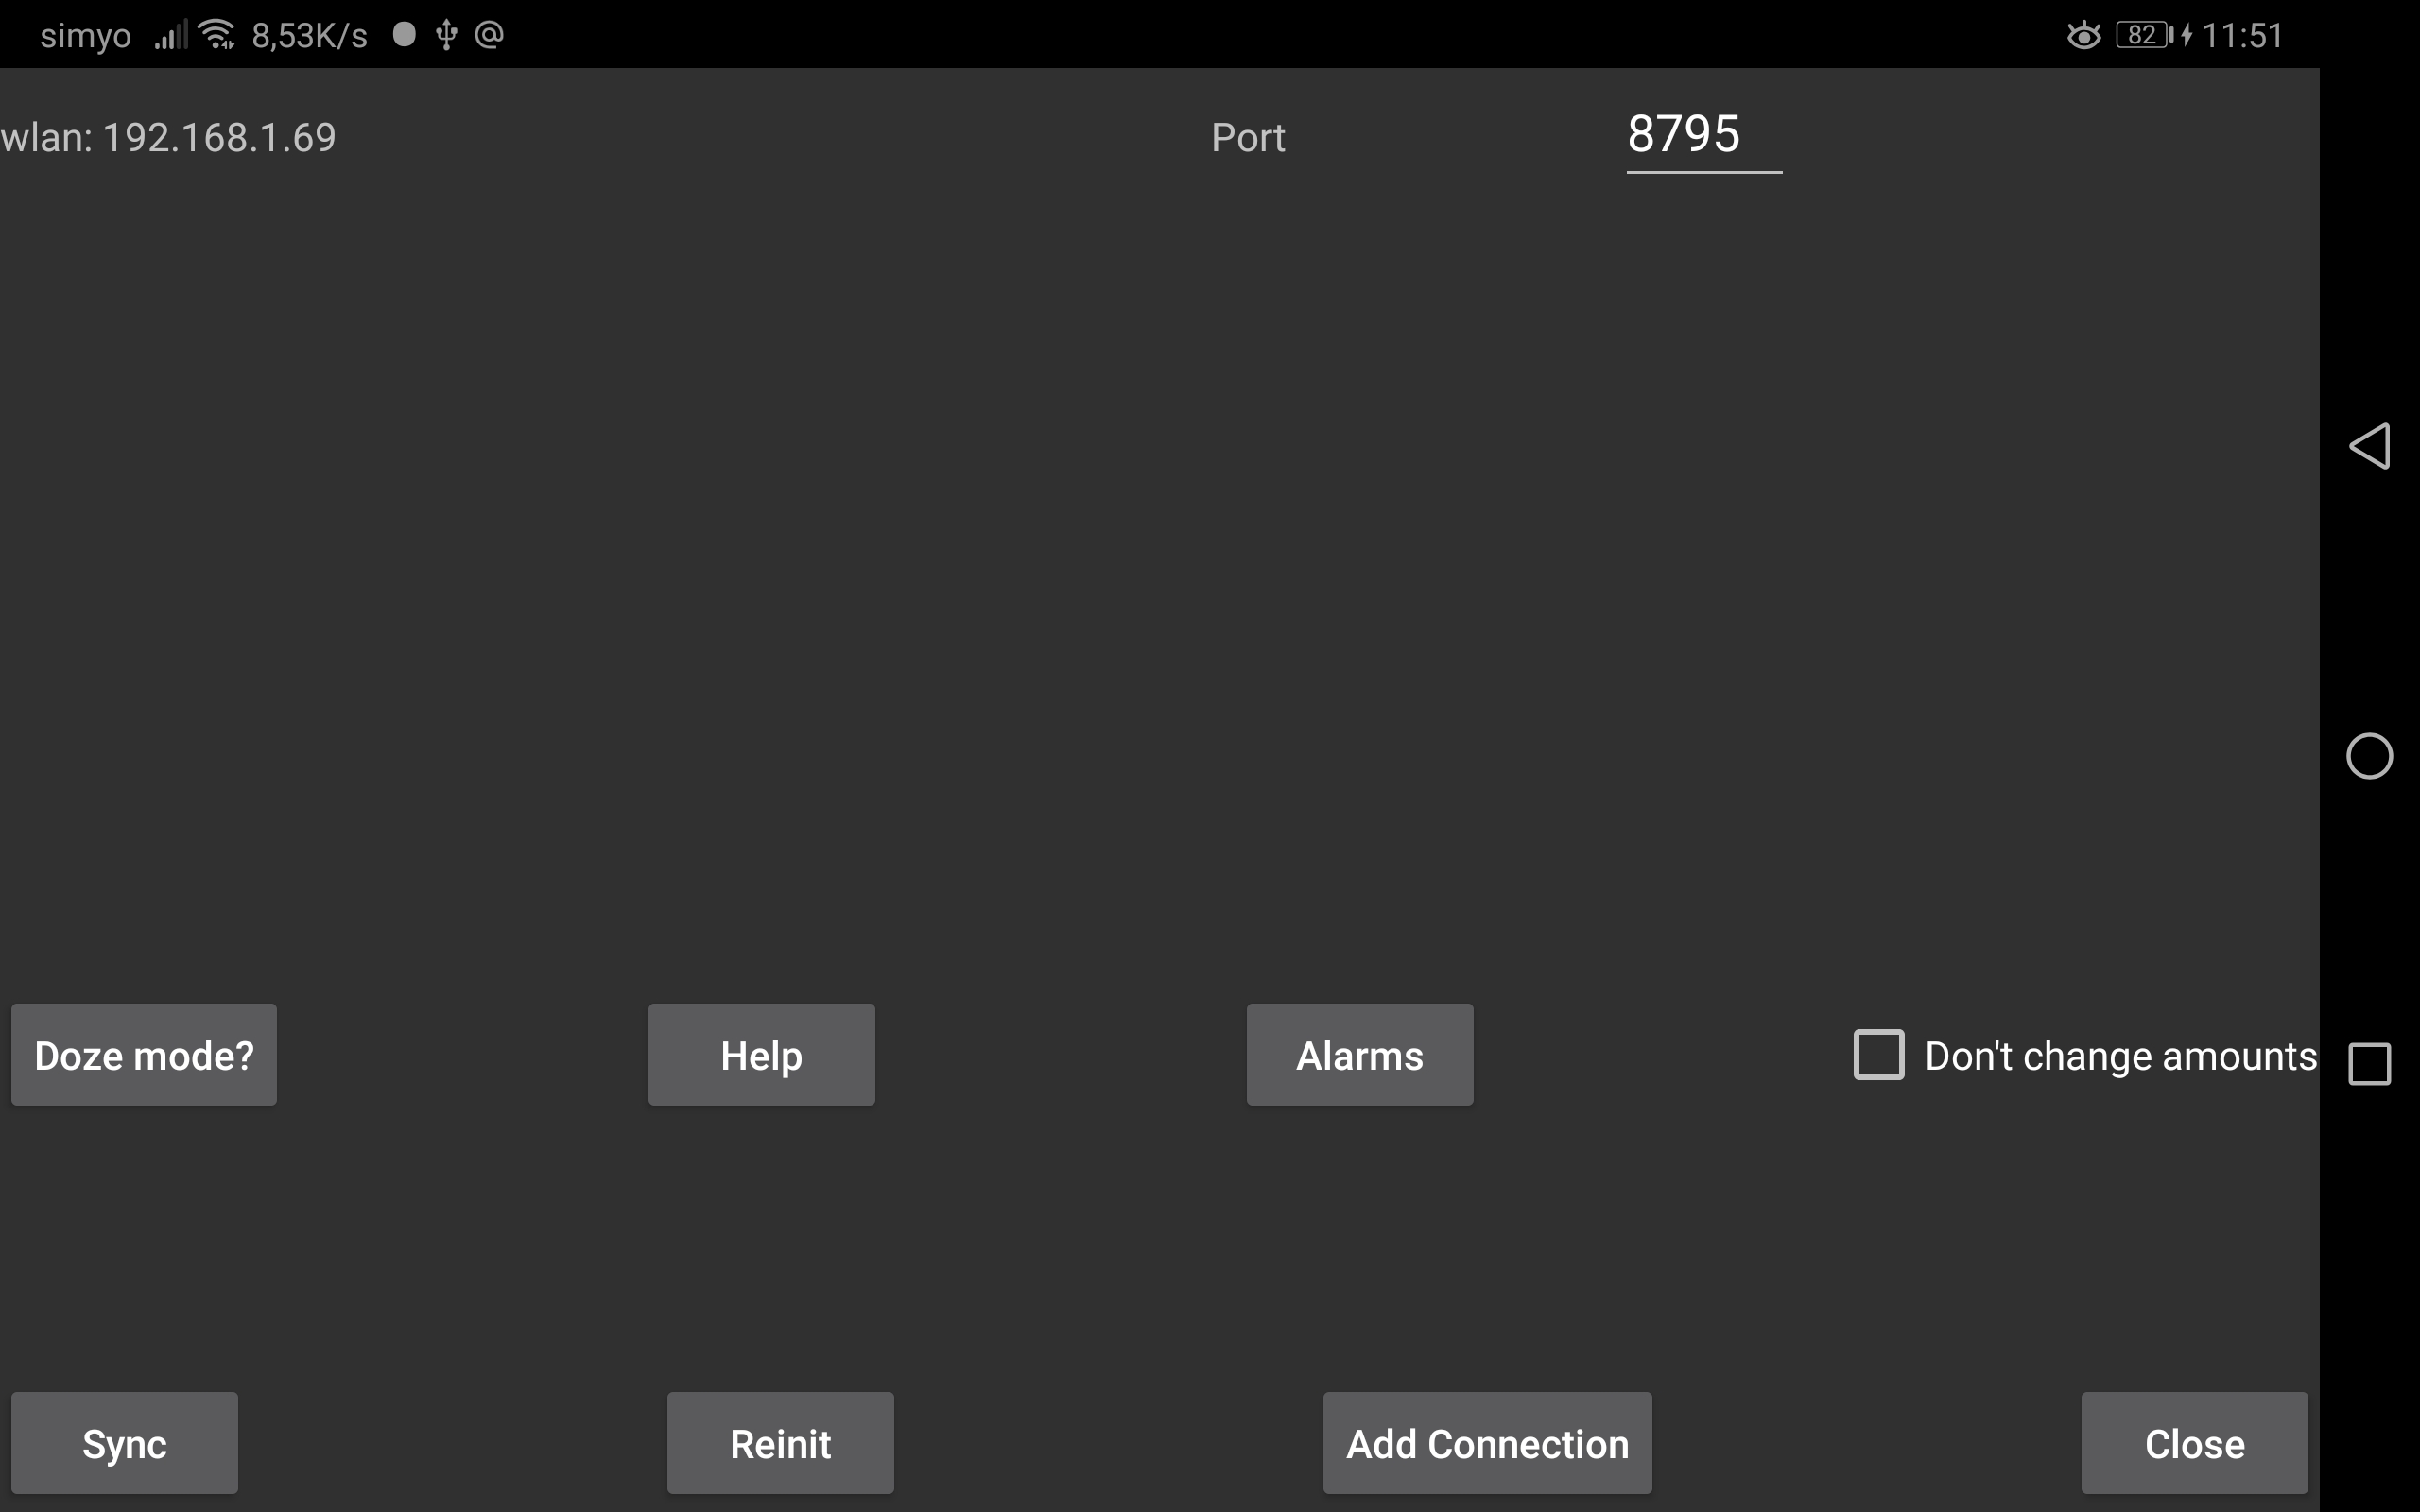 simyo 8,53K/s 82 11:51
wlan: 192.168.1.69 Port 8795
Doze mode? Help Alarms Don't change amounts
Sync Reinit Add Connection Close